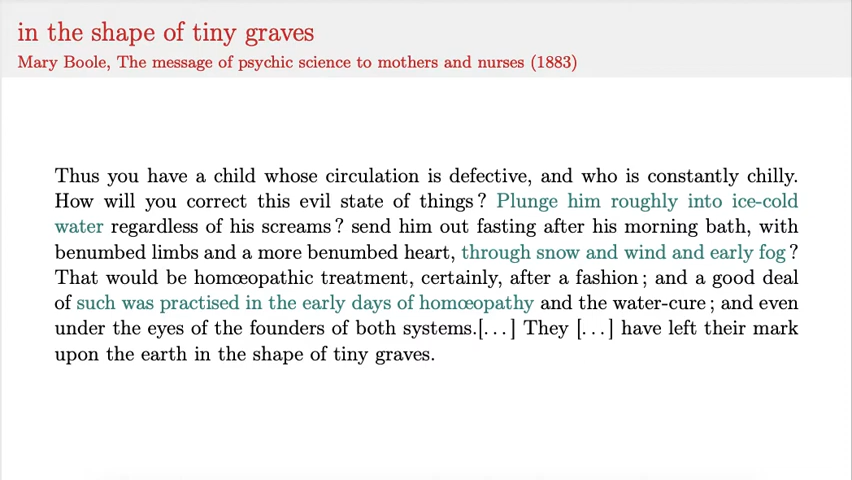 in the shape of tiny graves
Mary Boole, The message of psychic science to mothers and nurses (1883)
Thus you have a child whose circulation is defective, and who is constantly chilly.
How will you correct this evil state of things ? Plunge him roughly into ice-cold
water regardless of his screams ? send him out fasting after his morning bath, with
benumbed limbs and a more benumbed heart, through snow and wind and early fog ?
That would be homœopathic treatment, certainly, after a fashion ; and a good deal
of such was practised in the early days of homœopathy and the water-cure ; and even
under the eyes of the founders of both systems.[...] They [...] have left their mark
upon the earth in the shape of tiny graves.